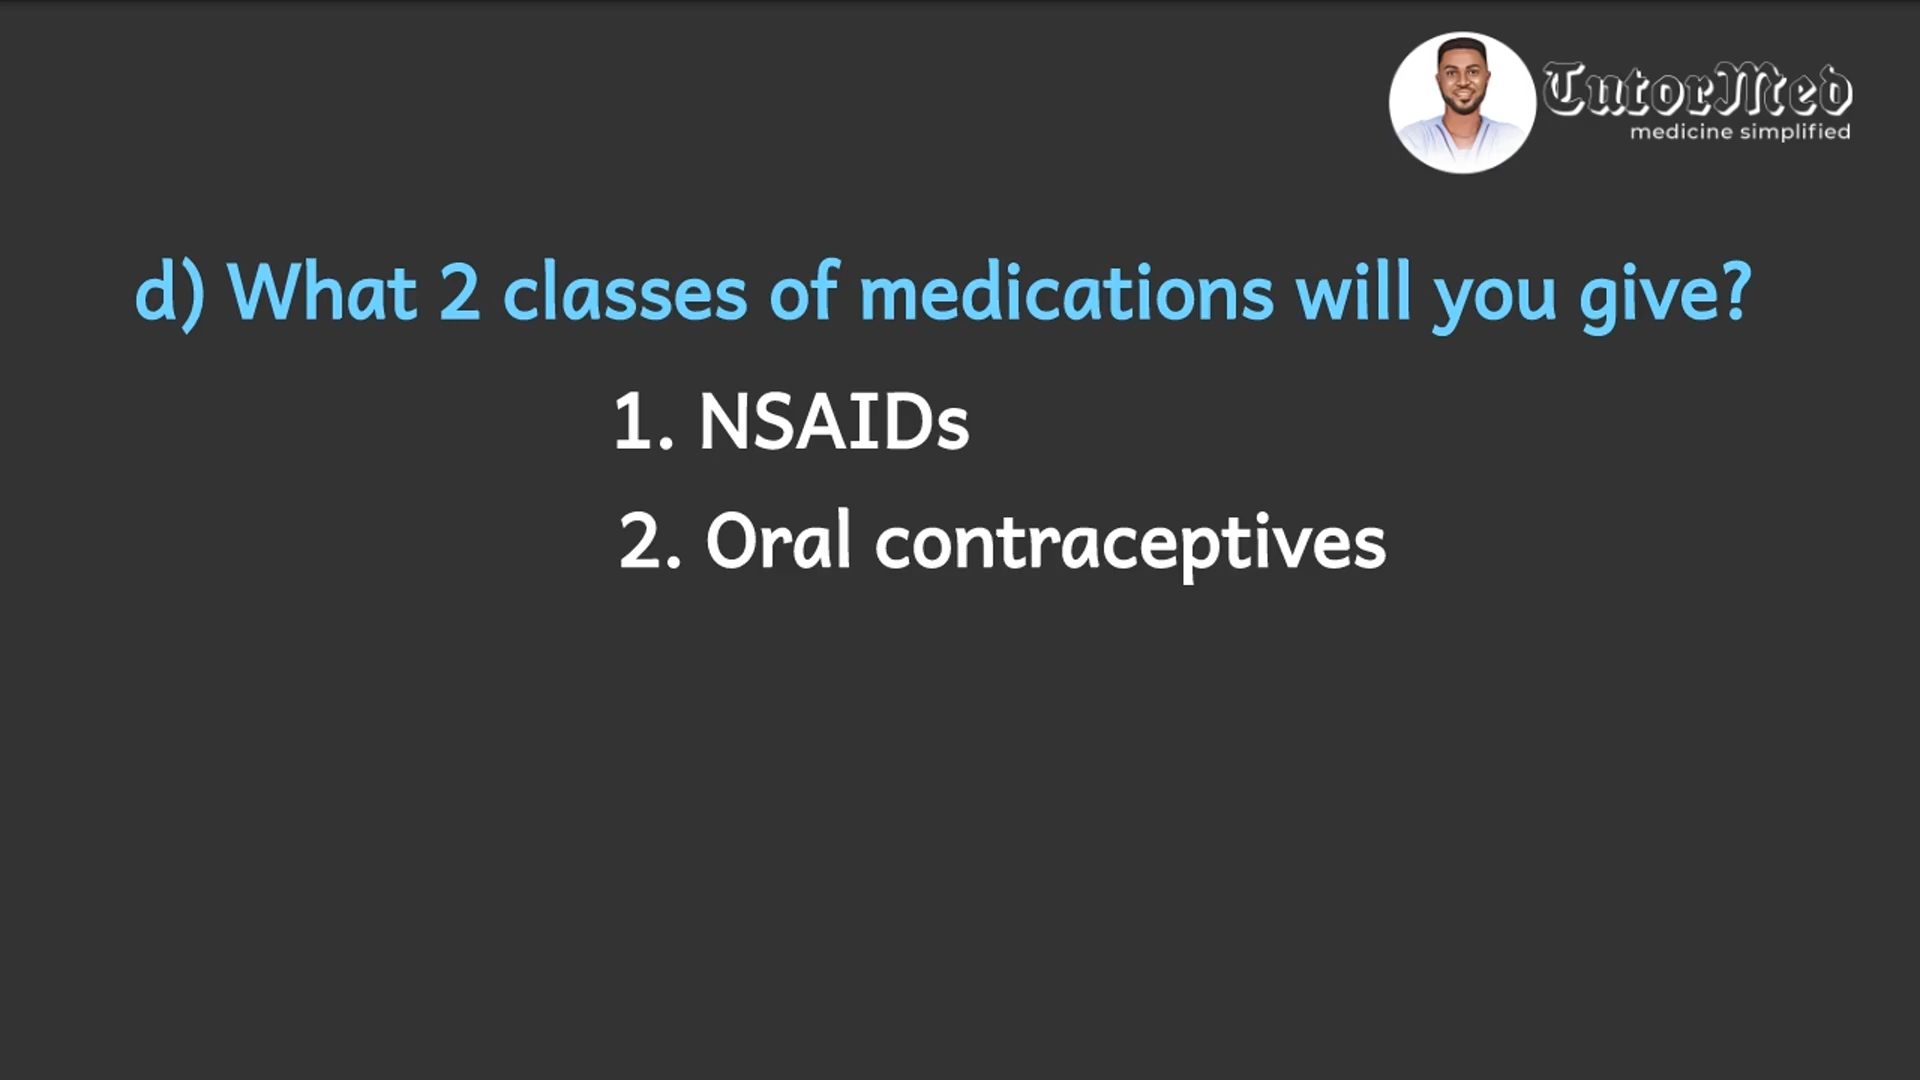 TutorMed
medicine simplified
d) What 2 classes of medications will you give?
1. NSAIDs
2. Oral contraceptives